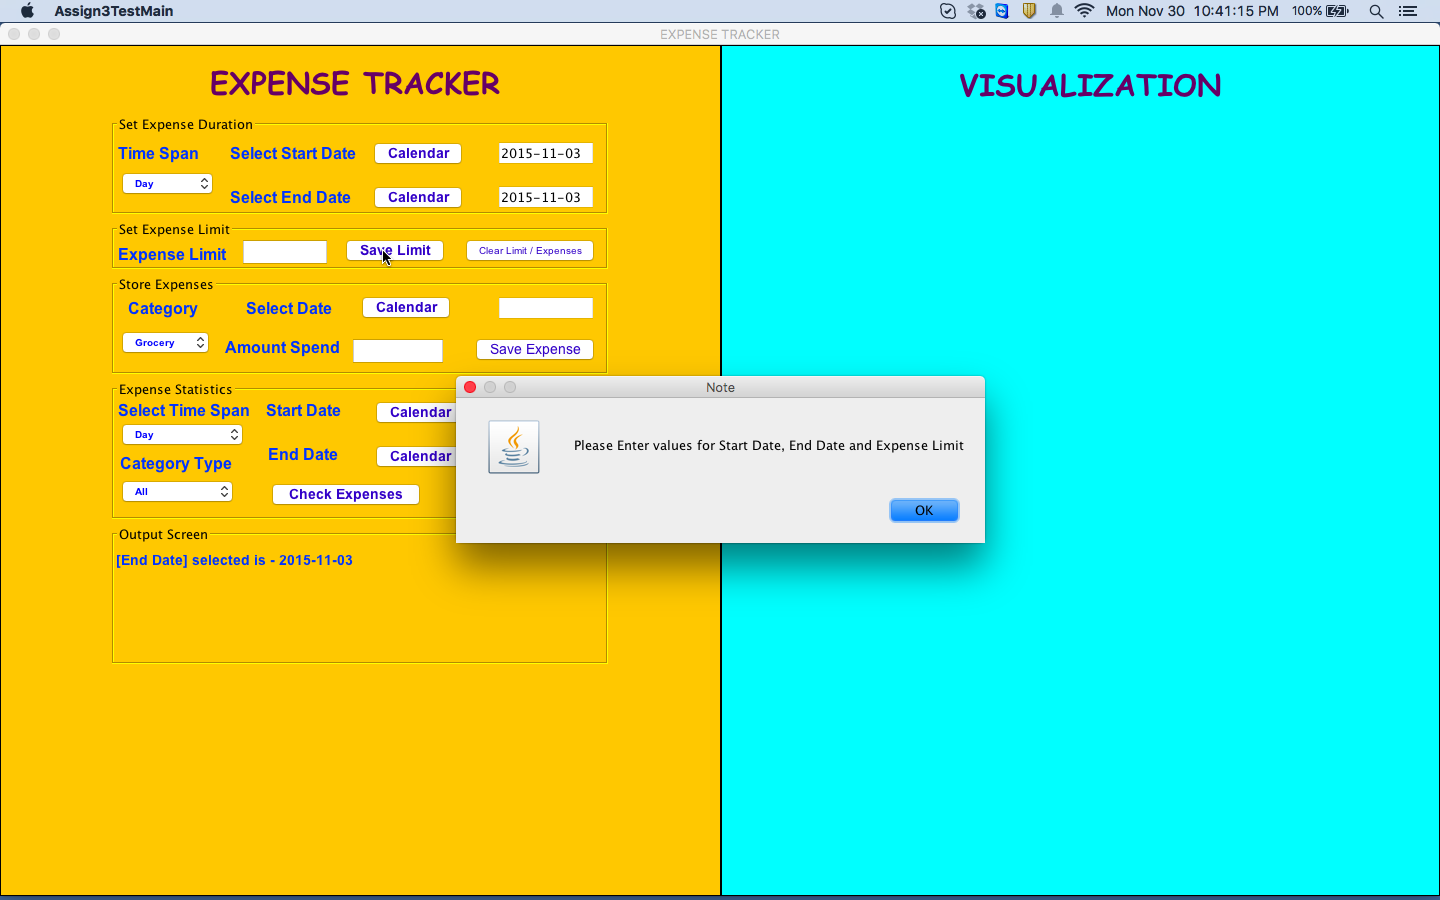 Assign3TestMain
Mon Nov 30 10:41:15 PM 100%
EXPENSE TRACKER
EXPENSE TRACKER
Set Expense Duration
Time Span Select Start Date Calendar 2015-11-03
Day
Select End Date Calendar 2015-11-03
Set Expense Limit
Expense Limit Save Limit Clear Limit / Expenses
Store Expenses
Category Select Date Calendar
Grocery Amount Spend Save Expense
Expense Statistics
Select Time Span Start Date Calendar
Day
Category Type End Date Calendar
All Check Expenses
Output Screen
[End Date] selected is - 2015-11-03
VISUALIZATION
Note
Please Enter values for Start Date, End Date and Expense Limit
OK